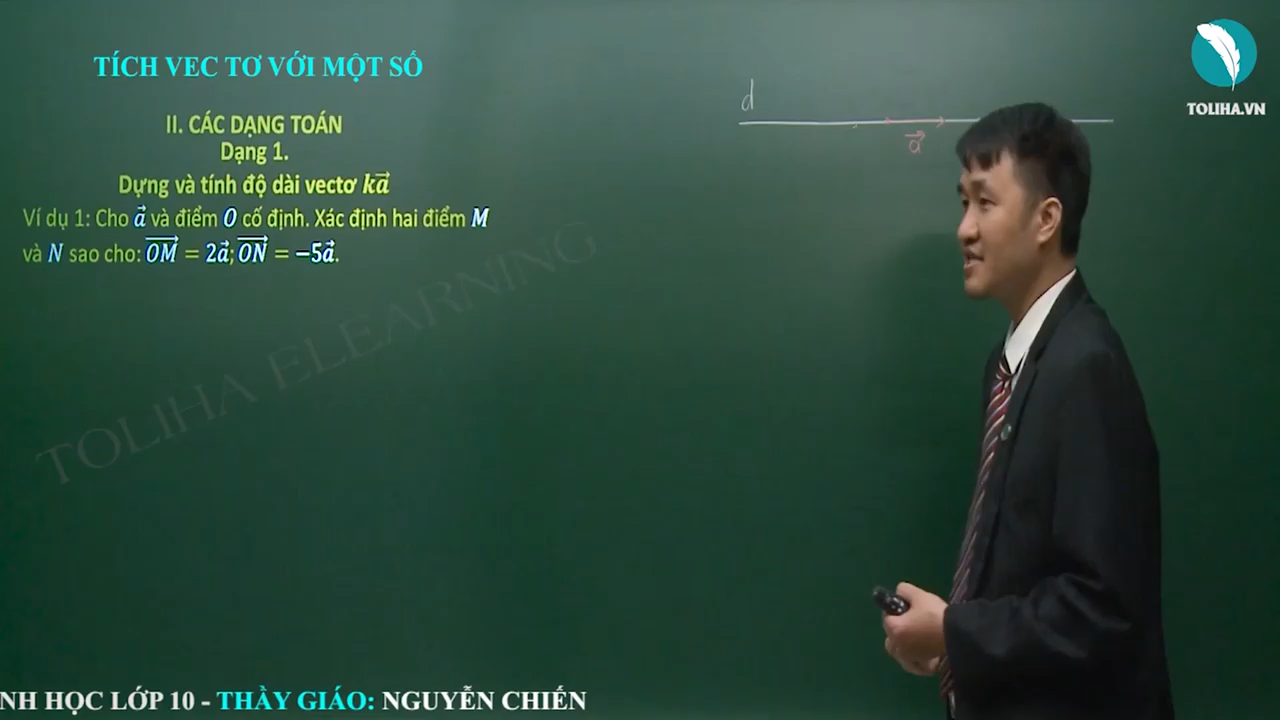 TÍCH VEC TƠ VỚI MỘT SỐ
II. CÁC DẠNG TOÁN
Dạng 1.
Dựng và tính độ dài vectơ ka⃗
Ví dụ 1: Cho a⃗ và điểm O cố định. Xác định hai điểm M
và N sao cho: OM⃗ = 2a⃗; ON⃗ = −5a⃗.
d
a⃗
TOLIHA.VN
TOLIHA ELEARNING
NH HỌC LỚP 10 - THẦY GIÁO: NGUYỄN CHIẾN